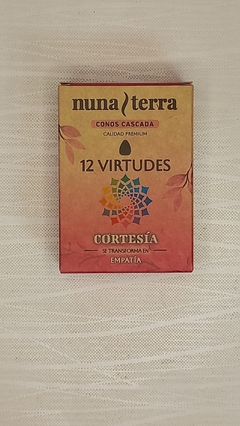 nuna terra
CONOS CASCADA
CALIDAD PREMIUM
12 VIRTUDES
CORTESÍA
SE TRANSFORMA EN
EMPATÍA